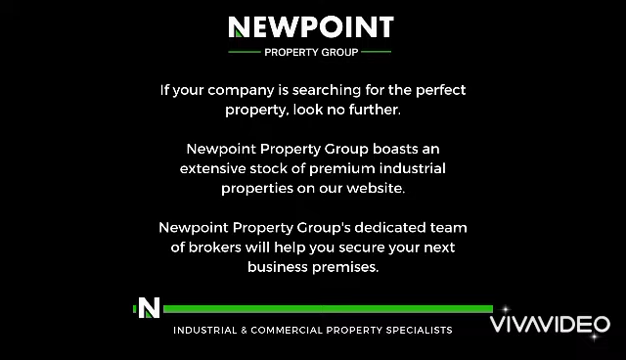 NEWPOINT
PROPERTY GROUP
If your company is searching for the perfect
property, look no further.
Newpoint Property Group boasts an
extensive stock of premium industrial
properties on our website.
Newpoint Property Group's dedicated team
of brokers will help you secure your next
business premises.
N
INDUSTRIAL & COMMERCIAL PROPERTY SPECIALISTS
VIVAVIDEO